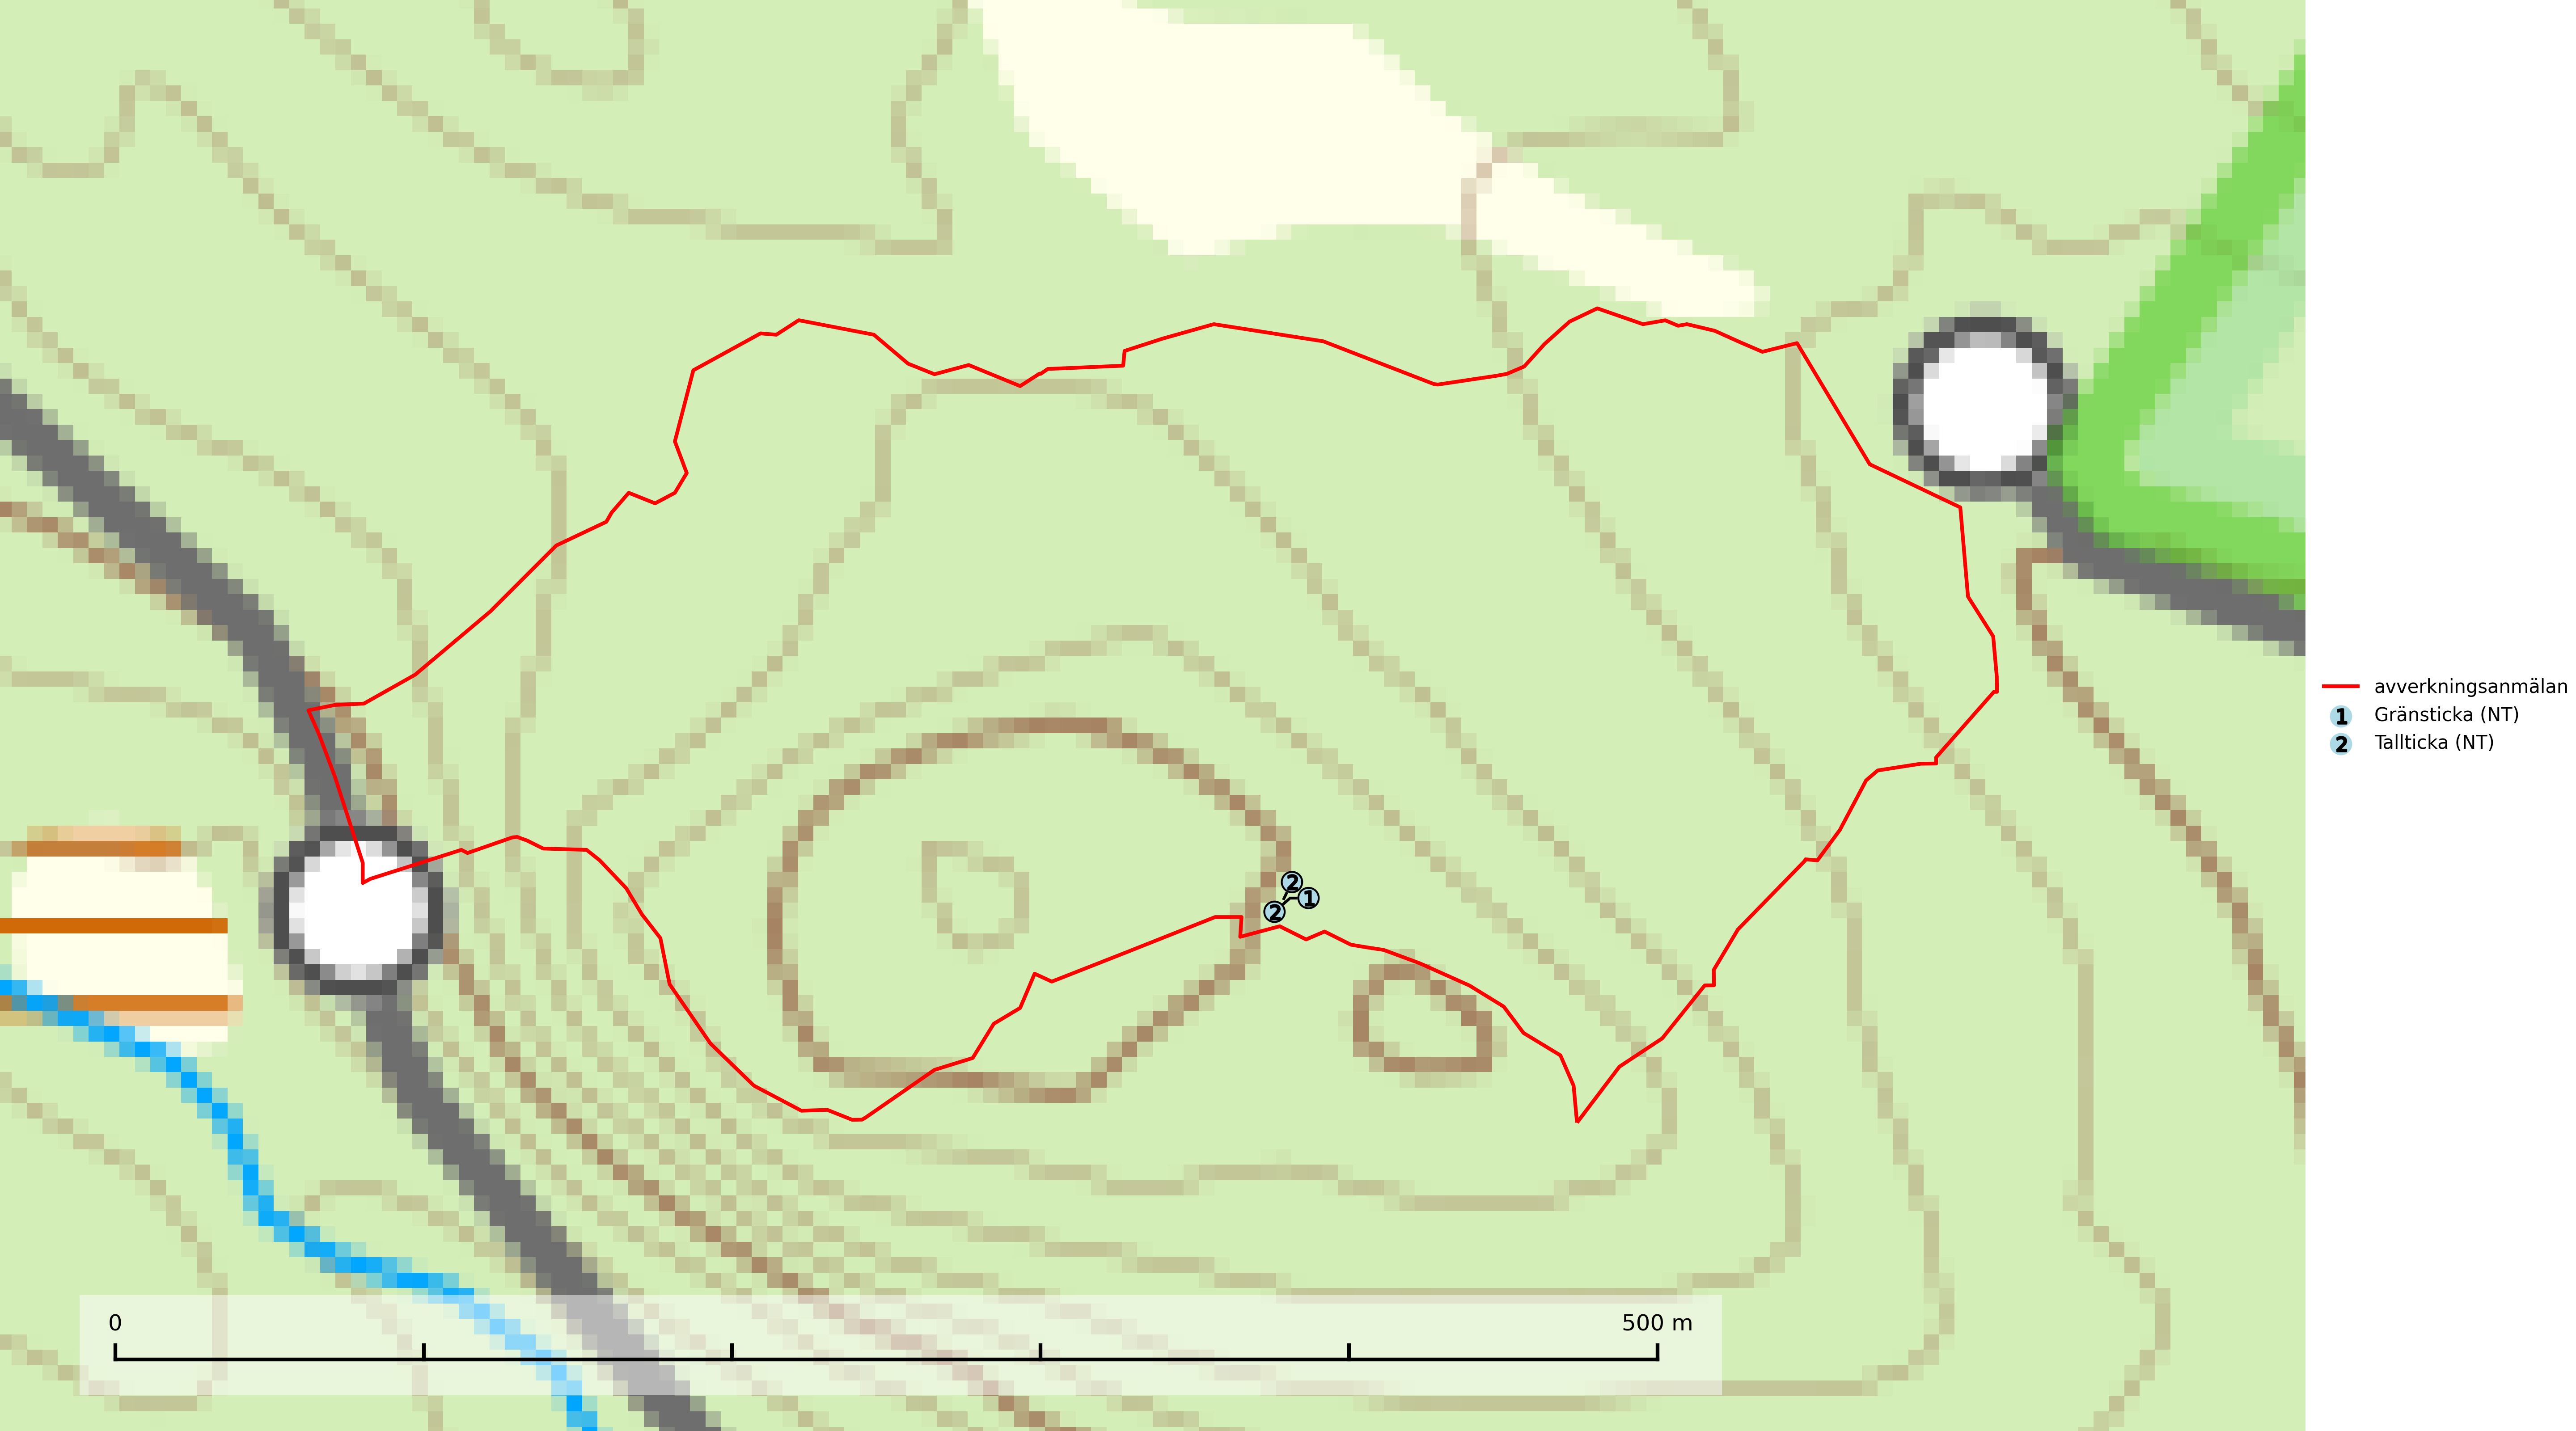 2
1
2
0
500 m
avverkningsanmälan
1 Gränsticka (NT)
2 Tallticka (NT)